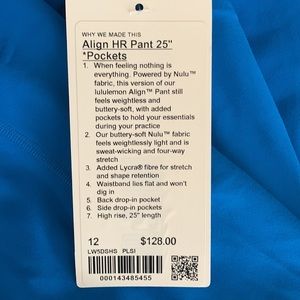 WHY WE MADE THIS
Align HR Pant 25"
*Pockets
1. When feeling nothing is
everything. Powered by Nulu™
fabric, this version of our
lululemon Align™ Pant still
feels weightless and
buttery-soft, with added
pockets to hold your essentials
during your practice
2. Our buttery-soft Nulu™ fabric
feels weightlessly light and is
sweat-wicking and four-way
stretch
3. Added Lycra® fibre for stretch
and shape retention
4. Waistband lies flat and won't
dig in
5. Back drop-in pocket
6. Side drop-in pockets
7. High rise, 25" length
12 $128.00
LW5DSHS PLSI
000143485455